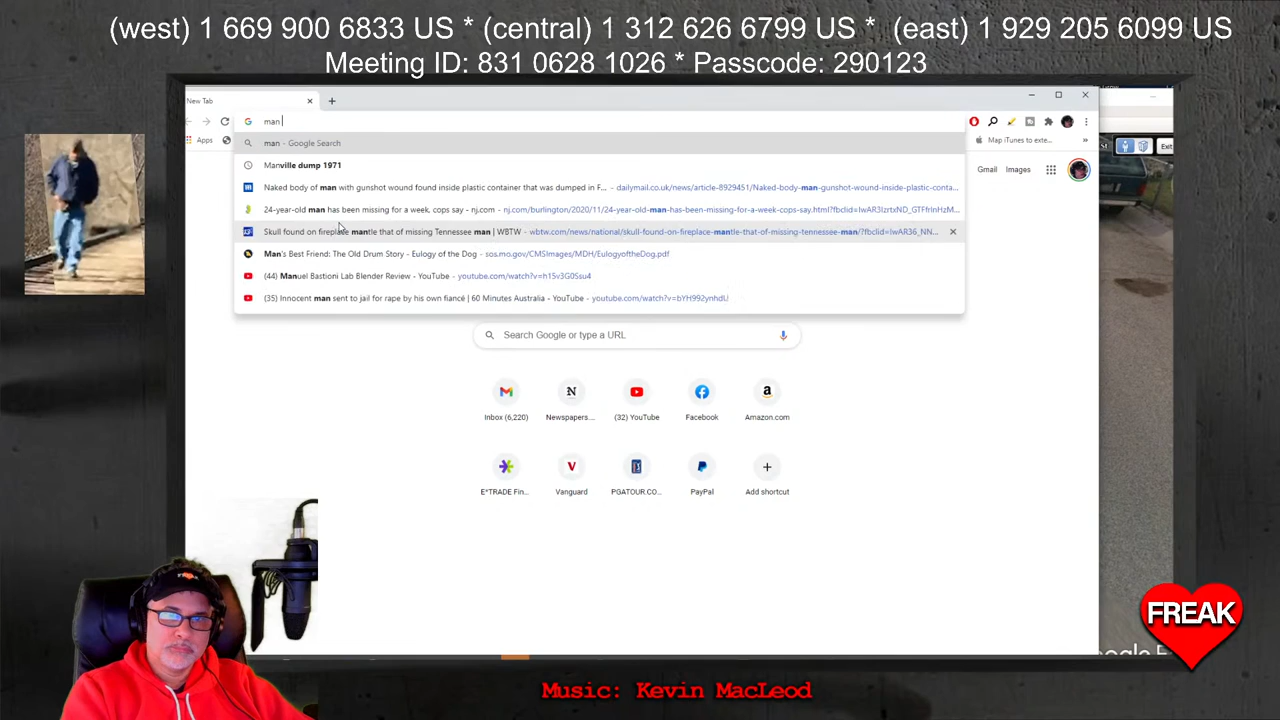 (west) 1 669 900 6833 US * (central) 1 312 626 6799 US * (east) 1 929 205 6099 US
Meeting ID: 831 0628 1026 * Passcode: 290123
New Tab
man
man - Google Search
Manville dump 1971
Naked body of man with gunshot wound found inside plastic container that was dumped in F... - dailymail.co.uk/news/article-8929451/Naked-body-man-gunshot-wound-inside-plastic-conta...
24-year-old man has been missing for a week, cops say - nj.com - nj.com/burlington/2020/11/24-year-old-man-has-been-missing-for-a-week-cops-say.html?fbclid=
Skull found on fireplace mantle that of missing Tennessee man | WBTW - wbtw.com/news/national/skull-found-on-fireplace-mantle-that-of-missing-tennessee-man/?fbclid=IwAR36_NN...
Man's Best Friend: The Old Drum Story - Eulogy of the Dog - sos.mo.gov/CMSImages/MDH/EulogyoftheDog.pdf
(44) Manuel Bastioni Lab Blender Review - YouTube - youtube.com/watch?v=h15v3G0Ssu4
(35) Innocent man sent to jail for rape by his own fiancé | 60 Minutes Australia - YouTube - youtube.com/watch?v=bYH992ynhdU
Apps
Map iTunes to exte...
Exit
Gmail Images
Search Google or type a URL
Inbox (6,220) Newspapers.... (32) YouTube Facebook Amazon.com
E*TRADE Fin... Vanguard PGATOUR.CO... PayPal Add shortcut
FREAK
Music: Kevin MacLeod